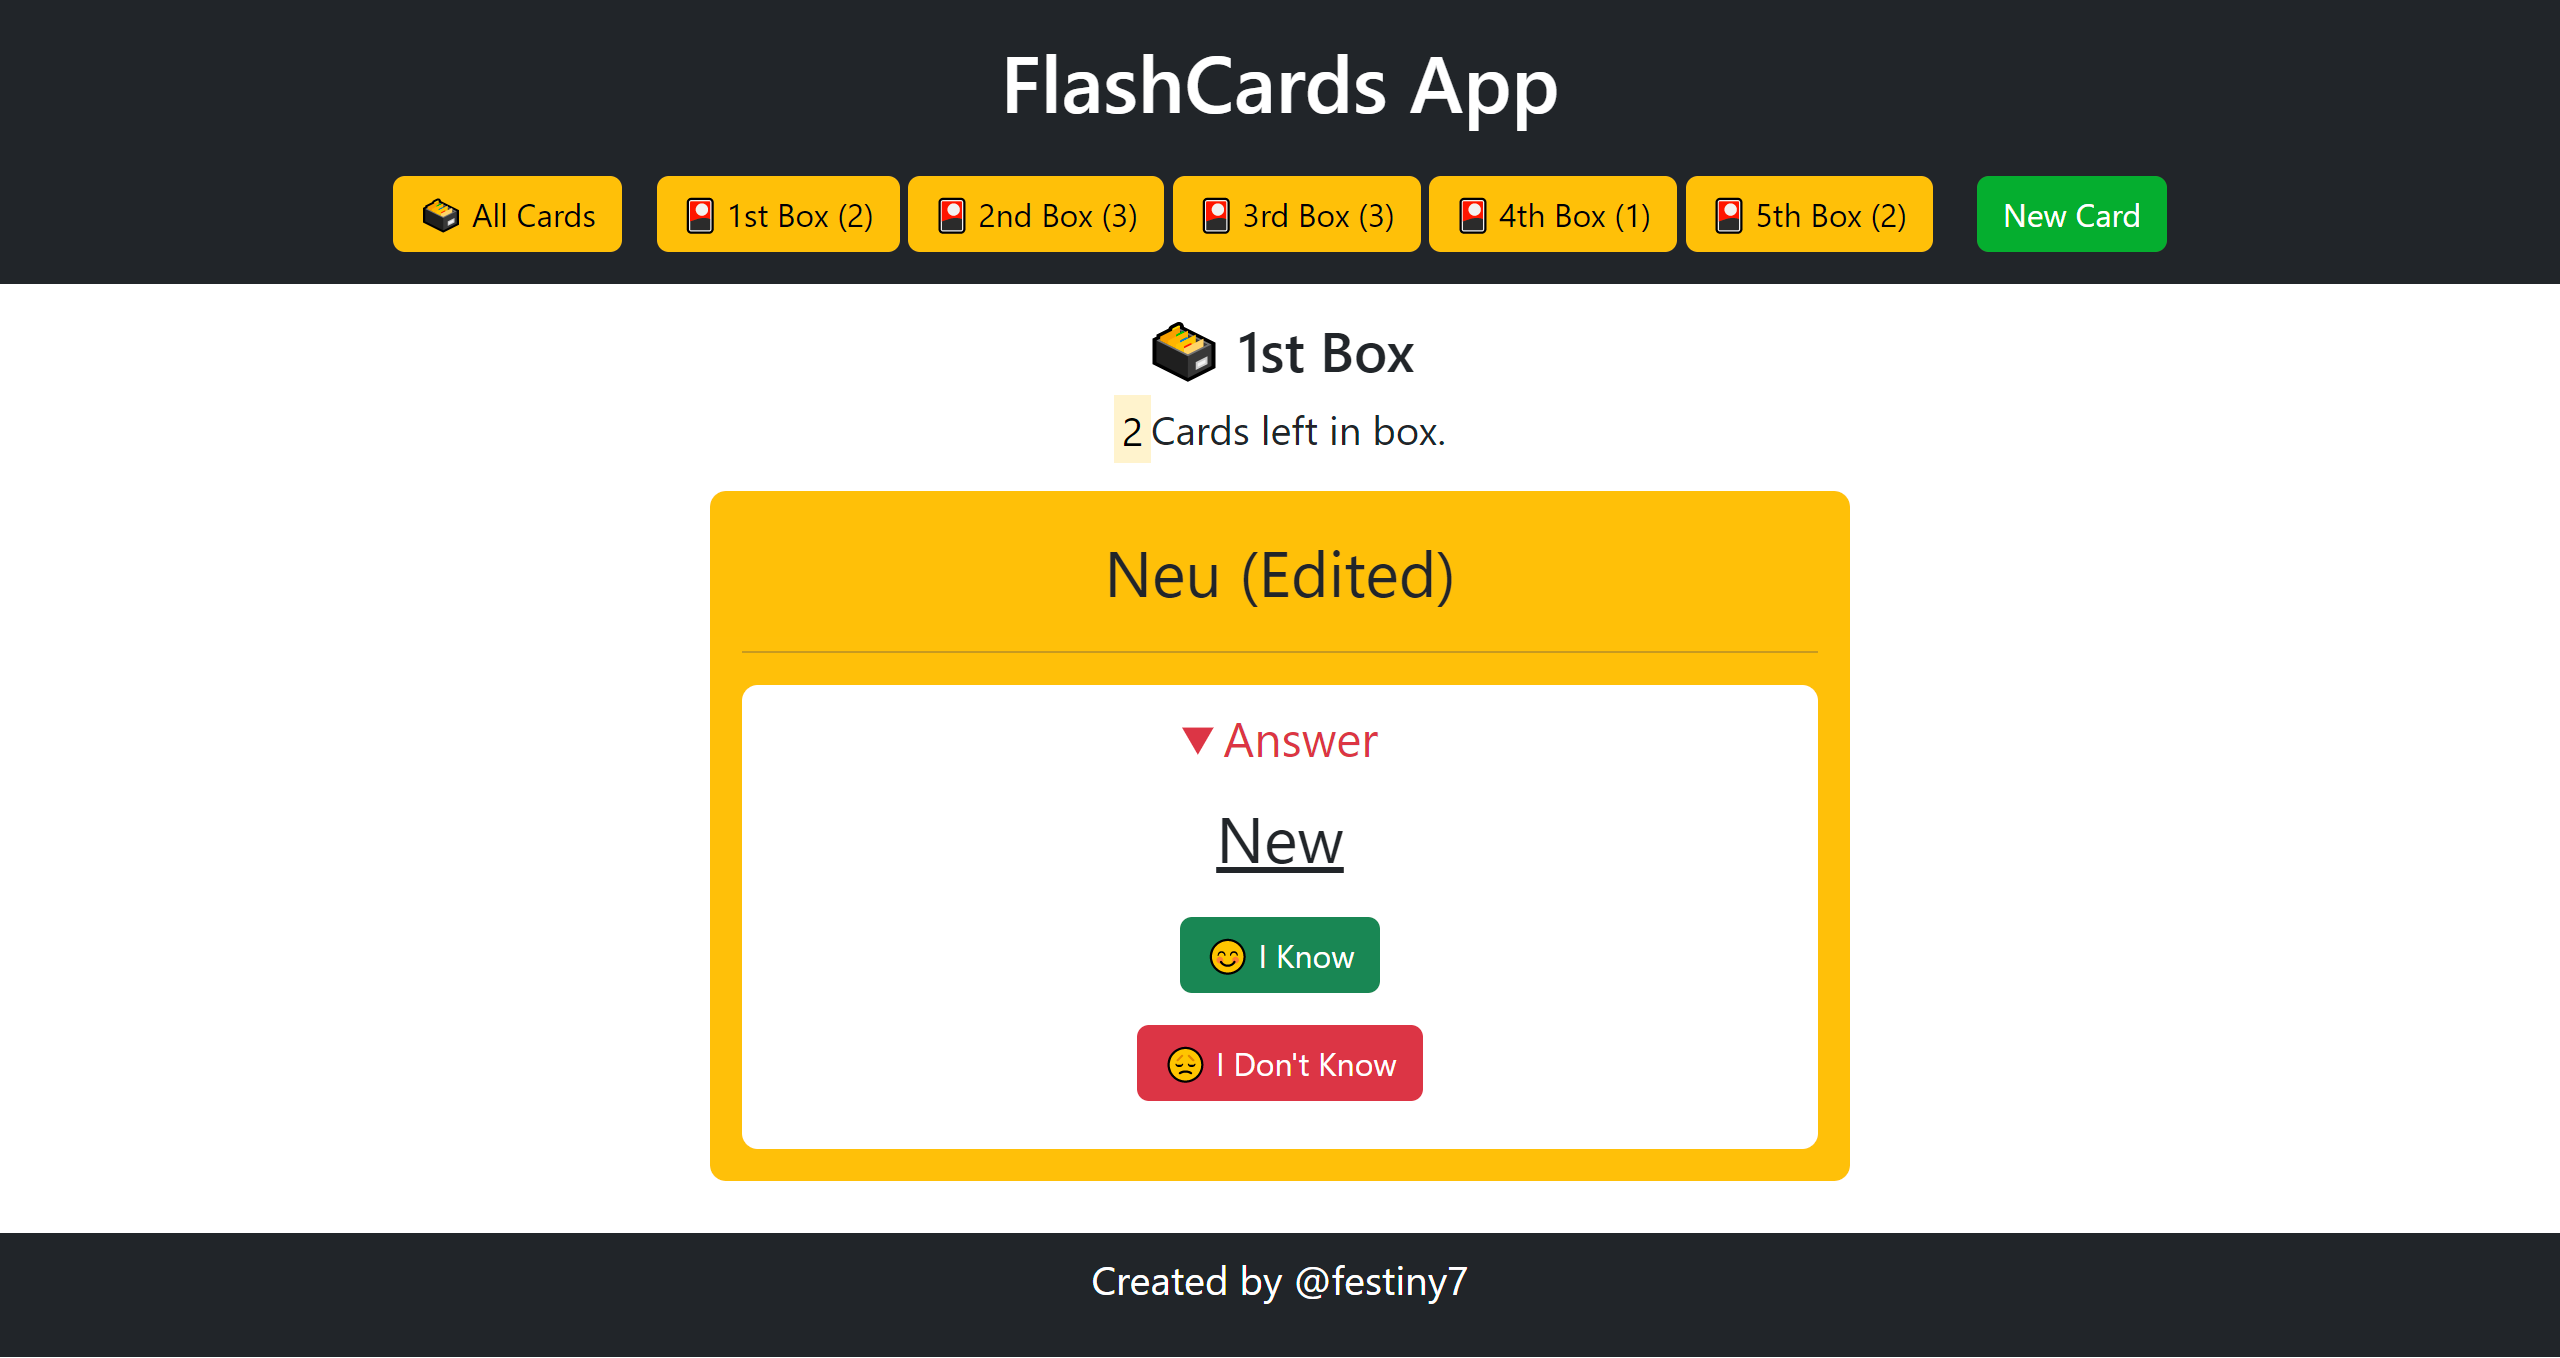 FlashCards App
All Cards 1st Box (2) 2nd Box (3) 3rd Box (3) 4th Box (1) 5th Box (2) New Card
1st Box
2 Cards left in box.
Neu (Edited)
Answer
New
I Know
I Don't Know
Created by @festiny7